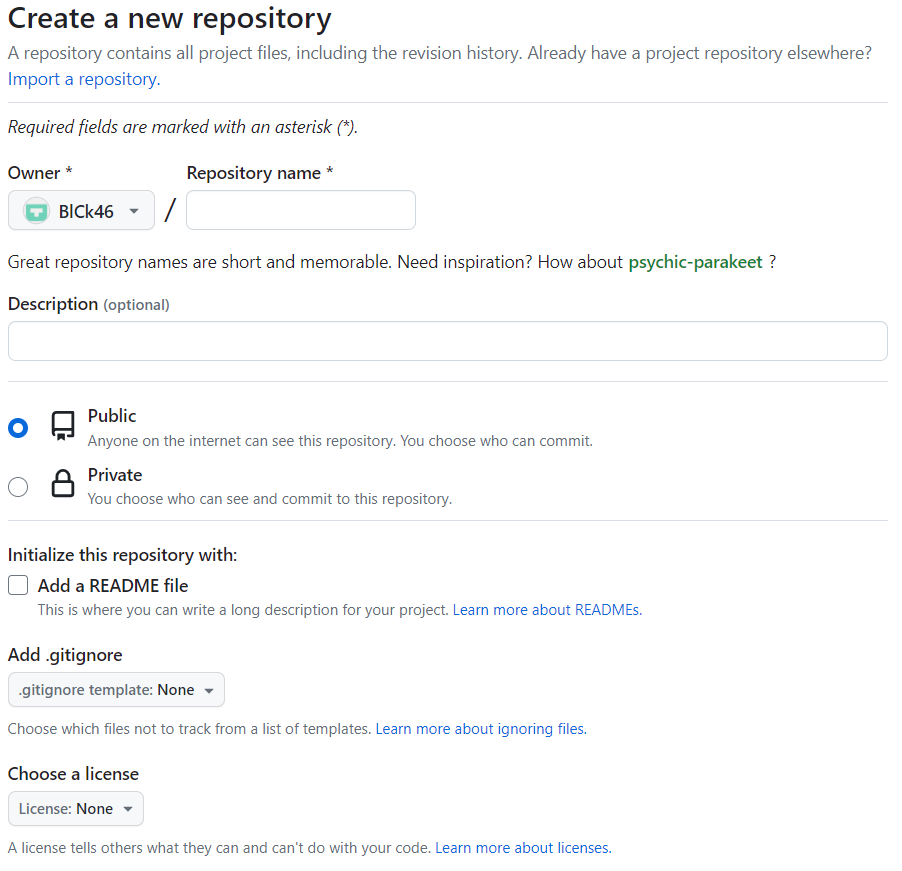 Create a new repository
A repository contains all project files, including the revision history. Already have a project repository elsewhere?
Import a repository.
Required fields are marked with an asterisk (*).
Owner * Repository name *
BlCk46 /
Great repository names are short and memorable. Need inspiration? How about psychic-parakeet ?
Description (optional)
Public
Anyone on the internet can see this repository. You choose who can commit.
Private
You choose who can see and commit to this repository.
Initialize this repository with:
Add a README file
This is where you can write a long description for your project. Learn more about READMEs.
Add .gitignore
.gitignore template: None
Choose which files not to track from a list of templates. Learn more about ignoring files.
Choose a license
License: None
A license tells others what they can and can't do with your code. Learn more about licenses.